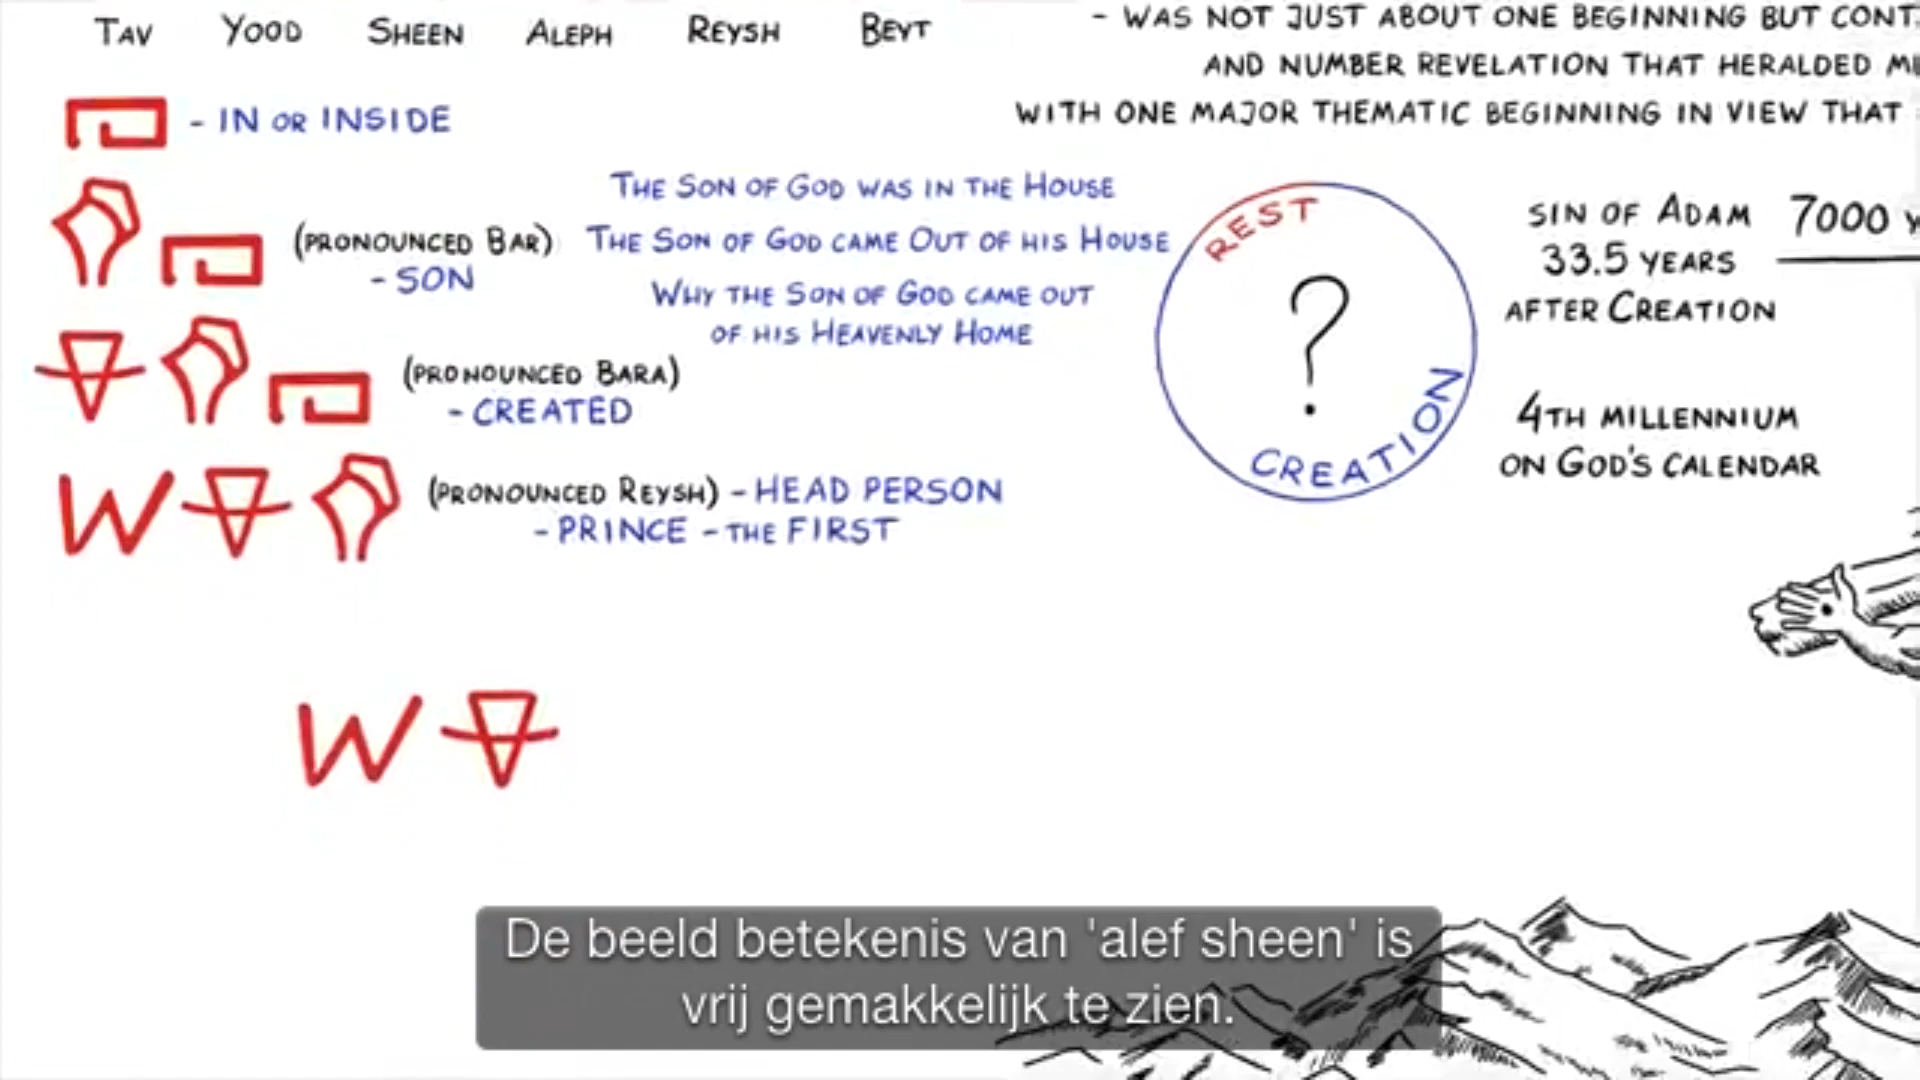 TAV YOOD SHEEN ALEPH REYSH BEYT
- WAS NOT JUST ABOUT ONE BEGINNING BUT
AND NUMBER REVELATION THAT HERALDED
WITH ONE MAJOR THEMATIC BEGINNING IN VIEW THAT
- IN OR INSIDE
(PRONOUNCED BAR)
- SON
THE SON OF GOD WAS IN THE HOUSE
THE SON OF GOD CAME OUT OF HIS HOUSE
WHY THE SON OF GOD CAME OUT
OF HIS HEAVENLY HOME
(PRONOUNCED BARA)
- CREATED
(PRONOUNCED REYSH) - HEAD PERSON
- PRINCE - THE FIRST
REST
?
CREATION
SIN OF ADAM
33.5 YEARS
AFTER CREATION
7000
4TH MILLENNIUM
ON GOD'S CALENDAR
De beeld betekenis van 'alef sheen' is
vrij gemakkelijk te zien.